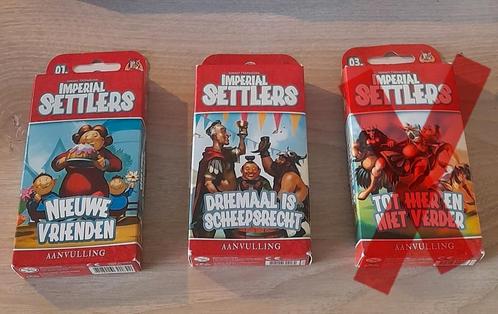 01
IMPERIAL
SETTLERS
NIEUWE
VRIENDEN
AANVULLING
IMPERIAL
SETTLERS
DRIEMAAL IS
SCHEEPSRECHT
AANVULLING
03
IMPERIAL
SETTLERS
TOT HIER EN
NIET VERDER
AANVULLING